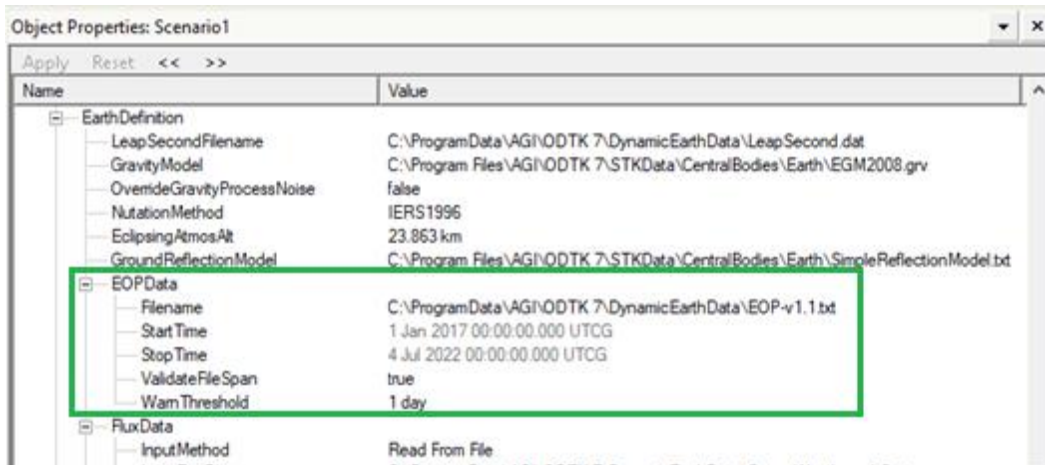 Object Properties: Scenario1
Apply Reset << >>
Name Value
EarthDefinition
LeapSecondFilename C:\ProgramData\AGI\ODTK 7\DynamicEarthData\LeapSecond.dat
GravityModel C:\Program Files\AGI\ODTK 7\STKData\CentralBodies\Earth\EGM2008.grv
OverrideGravityProcessNoise false
NutationMethod IERS1996
EclipsingAtmosAlt 23.863 km
GroundReflectionModel C:\Program Files\AGI\ODTK 7\STKData\CentralBodies\Earth\SimpleReflectionModel.txt
EOPData
Filename C:\ProgramData\AGI\ODTK 7\DynamicEarthData\EOP-v1.1.txt
StartTime 1 Jan 2017 00:00:00.000 UTCG
StopTime 4 Jul 2022 00:00:00.000 UTCG
ValidateFileSpan true
WarnThreshold 1 day
FluxData
InputMethod Read From File